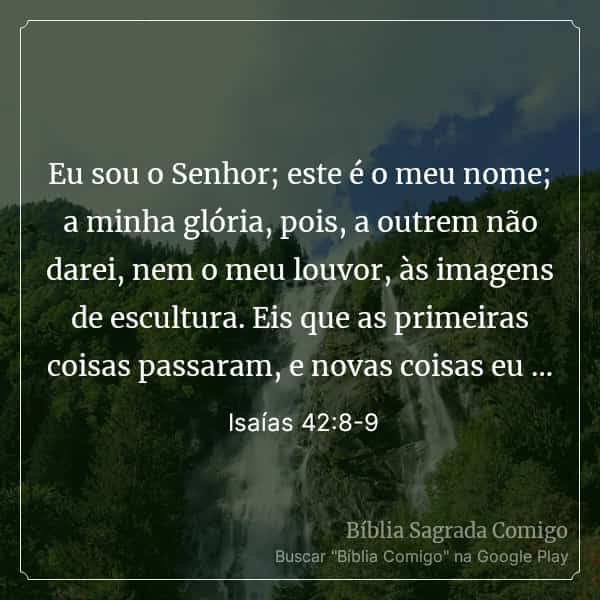 Eu sou o Senhor; este é o meu nome;
a minha glória, pois, a outrem não
darei, nem o meu louvor, às imagens
de escultura. Eis que as primeiras
coisas passaram, e novas coisas eu ...
Isaías 42:8-9
Bíblia Sagrada Comigo
Buscar "Bíblia Comigo" na Google Play